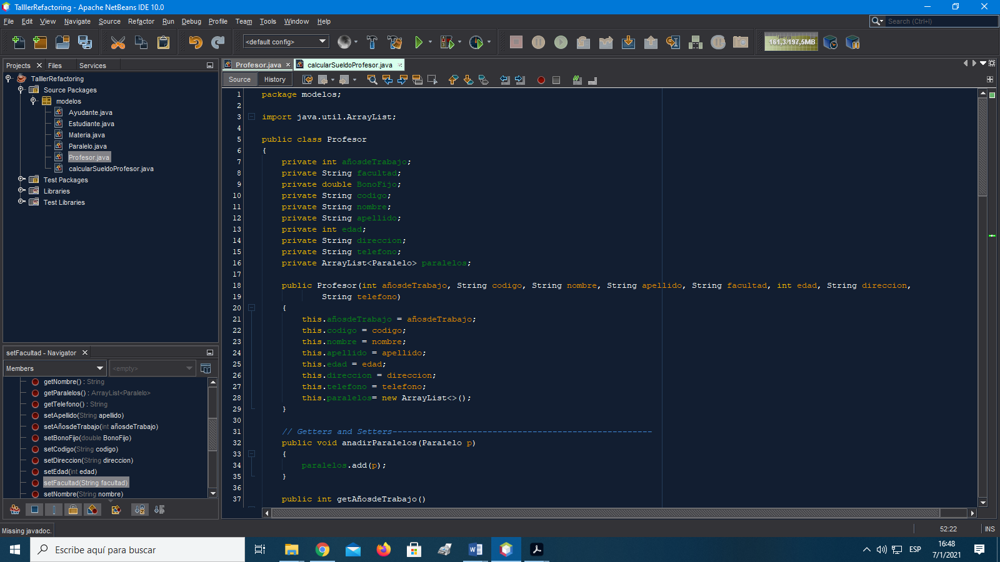 TalllerRefactoring - Apache NetBeans IDE 10.0
File Edit View Navigate Source Refactor Run Debug Profile Team Tools Window Help
Search (Ctrl+I)
<default config>
161,3/197,5MB
Projects Files Services
TalllerRefactoring
Source Packages
modelos
Ayudante.java
Estudiante.java
Materia.java
Paralelo.java
Profesor.java
calcularSueldoProfesor.java
Test Packages
Libraries
Test Libraries
setFacultad - Navigator
Members
<empty>
getNombre() : String
getParalelos() : ArrayList<Paralelo>
getTelefono() : String
setApellido(String apellido)
setAñosdeTrabajo(int añosdeTrabajo)
setBonoFijo(double BonoFijo)
setCodigo(String codigo)
setDireccion(String direccion)
setEdad(int edad)
setFacultad(String facultad)
setNombre(String nombre)
Profesor.java calcularSueldoProfesor.java
Source History
1 package modelos;
2
3 import java.util.ArrayList;
4
5 public class Profesor
6 {
7 private int añosdeTrabajo;
8 private String facultad;
9 private double BonoFijo;
10 private String codigo;
11 private String nombre;
12 private String apellido;
13 private int edad;
14 private String direccion;
15 private String telefono;
16 private ArrayList<Paralelo> paralelos;
17
18 public Profesor(int añosdeTrabajo, String codigo, String nombre, String apellido, String facultad, int edad, String direccion,
19 String telefono)
20 {
21 this.añosdeTrabajo = añosdeTrabajo;
22 this.codigo = codigo;
23 this.nombre = nombre;
24 this.apellido = apellido;
25 this.edad = edad;
26 this.direccion = direccion;
27 this.telefono = telefono;
28 this.paralelos= new ArrayList<>();
29 }
30
31 // Getters and Setters----------------------------------------------------
32 public void anadirParalelos(Paralelo p)
33 {
34 paralelos.add(p);
35 }
36
37 public int getAñosdeTrabajo()
Missing javadoc.
52:22 INS
Escribe aquí para buscar
ESP
16:48
7/1/2021